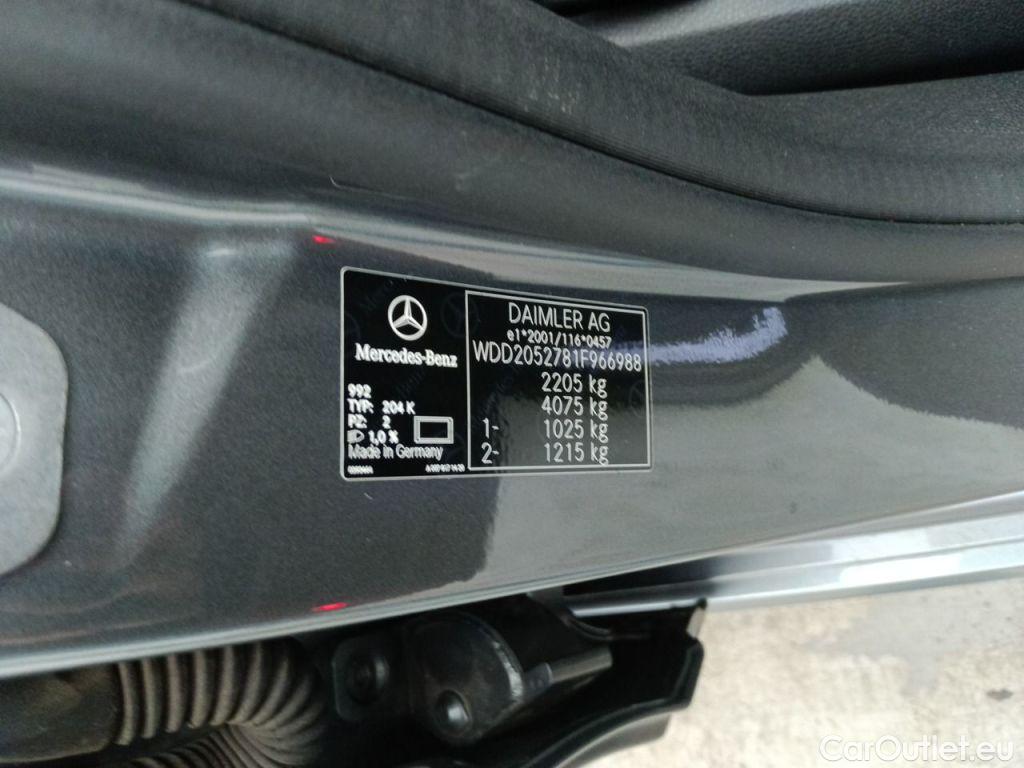 Mercedes-Benz
992
TYP: 204 K
PZ: 2
1,0 %
Made in Germany
DAIMLER AG
e1*2001/116*0457
WDD2052781F966988
2205 kg
4075 kg
1- 1025 kg
2- 1215 kg
CarOutlet.eu